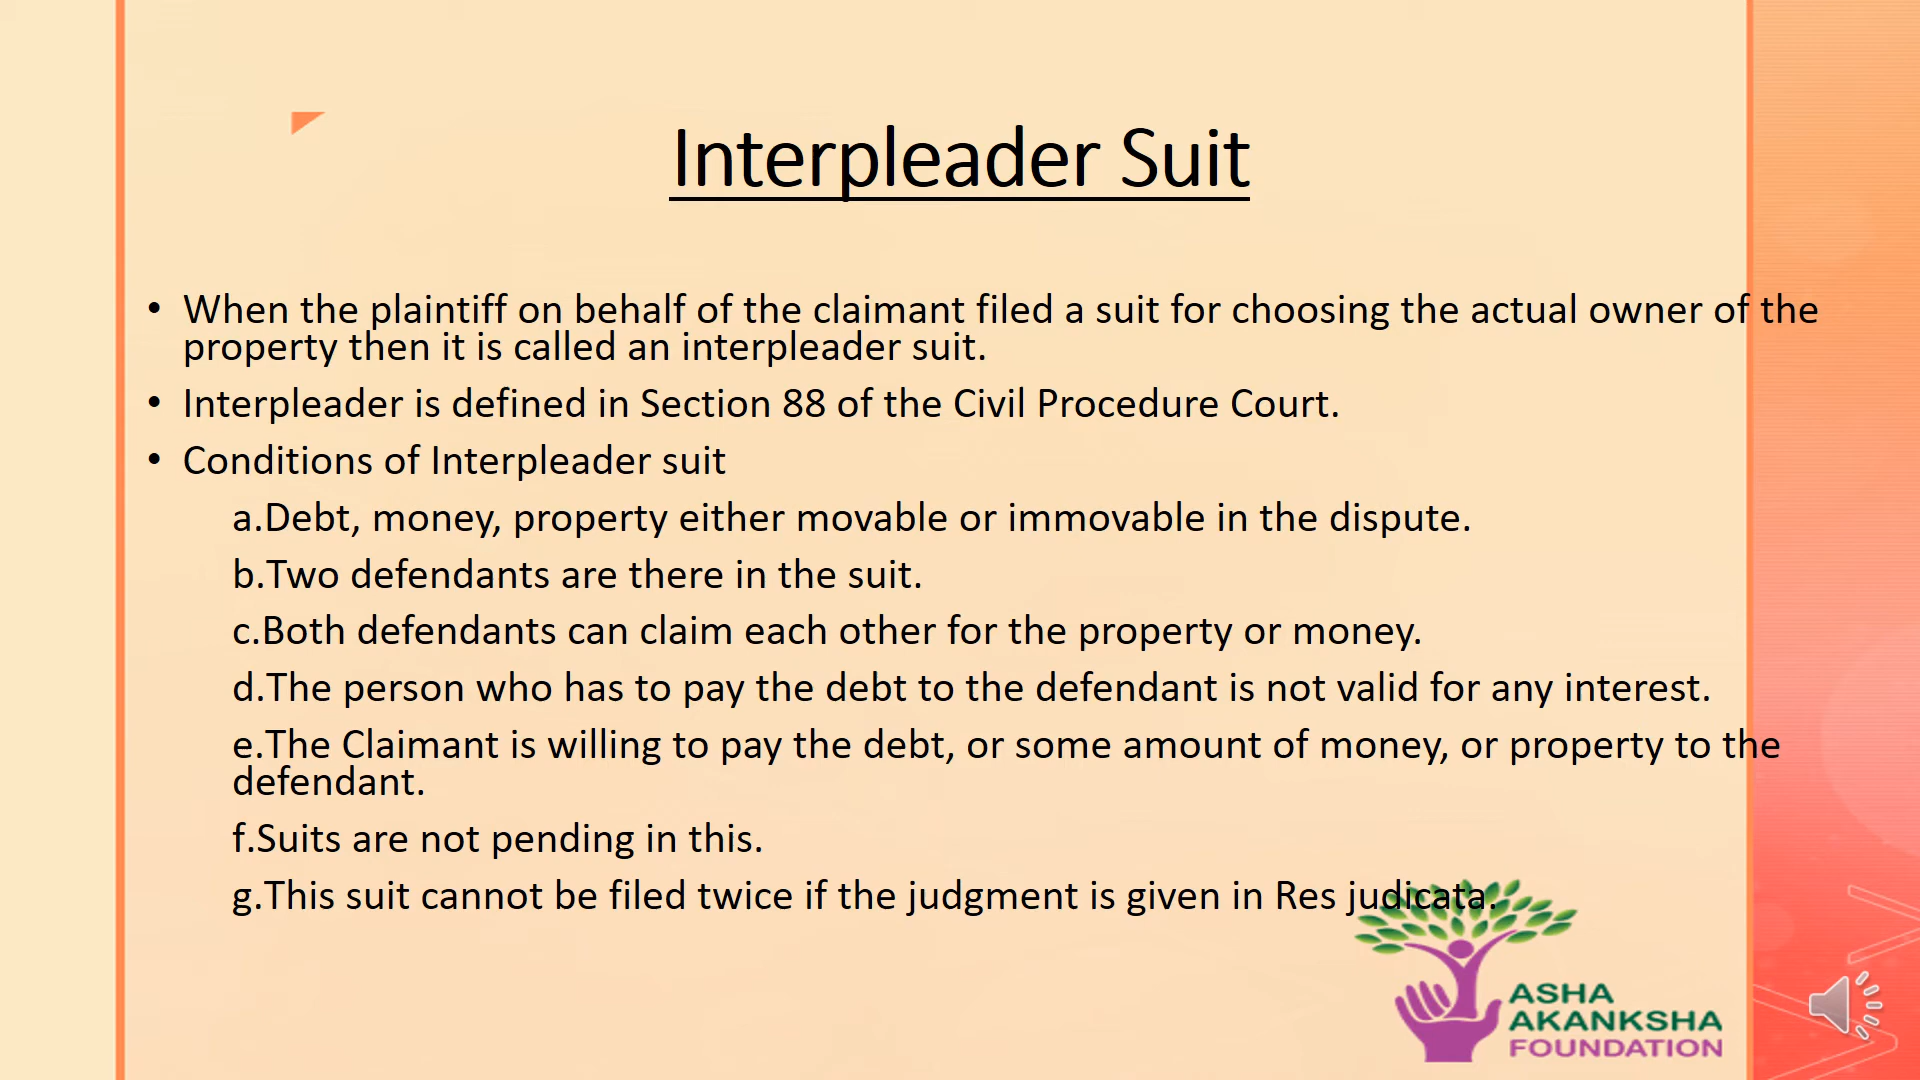 Interpleader Suit
• When the plaintiff on behalf of the claimant filed a suit for choosing the actual owner of the
property then it is called an interpleader suit.
• Interpleader is defined in Section 88 of the Civil Procedure Court.
• Conditions of Interpleader suit
a.Debt, money, property either movable or immovable in the dispute.
b.Two defendants are there in the suit.
c.Both defendants can claim each other for the property or money.
d.The person who has to pay the debt to the defendant is not valid for any interest.
e.The Claimant is willing to pay the debt, or some amount of money, or property to the
defendant.
f.Suits are not pending in this.
g.This suit cannot be filed twice if the judgment is given in Res judicata.
ASHA
AKANKSHA
FOUNDATION